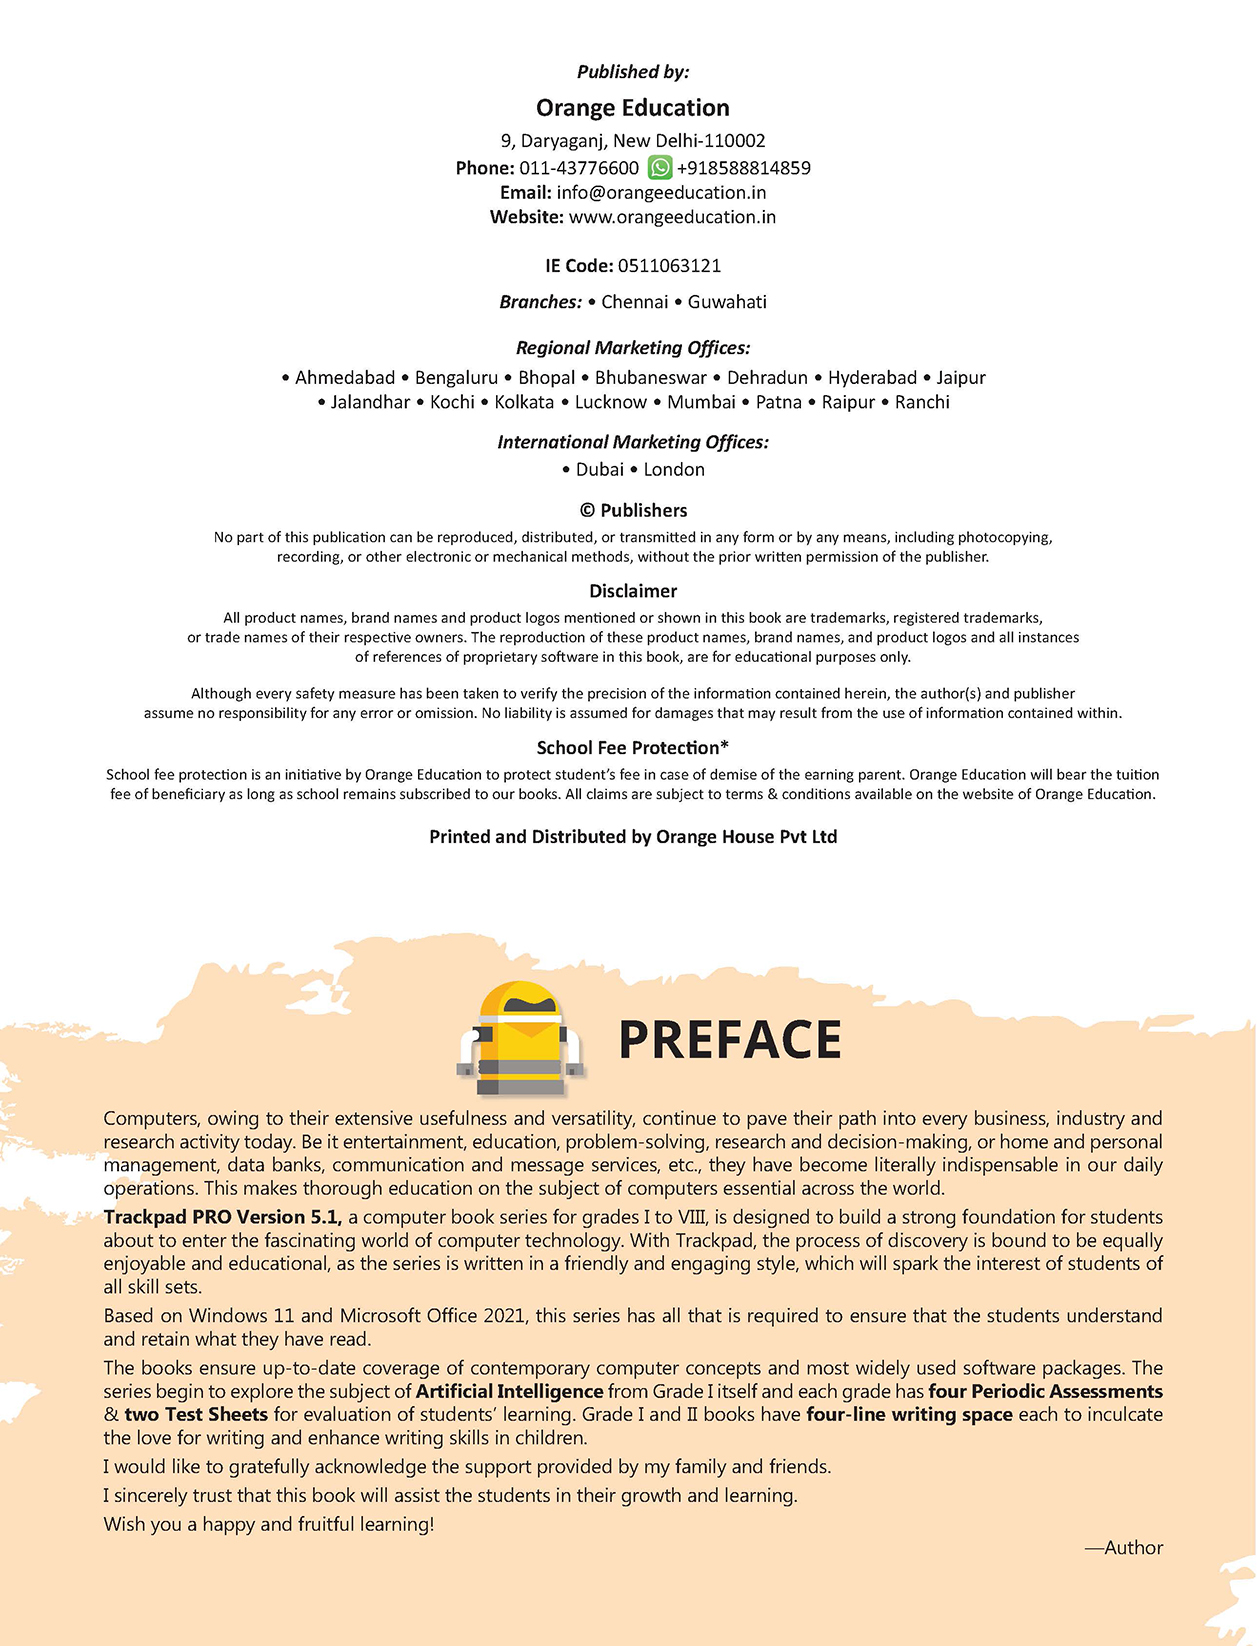 Published by:
Orange Education
9, Daryaganj, New Delhi-110002
Phone: 011-43776600 +918588814859
Email: info@orangeeducation.in
Website: www.orangeeducation.in
IE Code: 0511063121
Branches: • Chennai • Guwahati
Regional Marketing Offices:
• Ahmedabad • Bengaluru • Bhopal • Bhubaneswar • Dehradun • Hyderabad • Jaipur
• Jalandhar • Kochi • Kolkata • Lucknow • Mumbai • Patna • Raipur • Ranchi
International Marketing Offices:
• Dubai • London
© Publishers
No part of this publication can be reproduced, distributed, or transmitted in any form or by any means, including photocopying,
recording, or other electronic or mechanical methods, without the prior written permission of the publisher.
Disclaimer
All product names, brand names and product logos mentioned or shown in this book are trademarks, registered trademarks,
or trade names of their respective owners. The reproduction of these product names, brand names, and product logos and all instances
of references of proprietary software in this book, are for educational purposes only.
Although every safety measure has been taken to verify the precision of the information contained herein, the author(s) and publisher
assume no responsibility for any error or omission. No liability is assumed for damages that may result from the use of information contained within.
School Fee Protection*
School fee protection is an initiative by Orange Education to protect student's fee in case of demise of the earning parent. Orange Education will bear the tuition
fee of beneficiary as long as school remains subscribed to our books. All claims are subject to terms & conditions available on the website of Orange Education.
Printed and Distributed by Orange House Pvt Ltd
PREFACE
Computers, owing to their extensive usefulness and versatility, continue to pave their path into every business, industry and
research activity today. Be it entertainment, education, problem-solving, research and decision-making, or home and personal
management, data banks, communication and message services, etc., they have become literally indispensable in our daily
operations. This makes thorough education on the subject of computers essential across the world.
Trackpad PRO Version 5.1, a computer book series for grades I to VIII, is designed to build a strong foundation for students
about to enter the fascinating world of computer technology. With Trackpad, the process of discovery is bound to be equally
enjoyable and educational, as the series is written in a friendly and engaging style, which will spark the interest of students of
all skill sets.
Based on Windows 11 and Microsoft Office 2021, this series has all that is required to ensure that the students understand
and retain what they have read.
The books ensure up-to-date coverage of contemporary computer concepts and most widely used software packages. The
series begin to explore the subject of Artificial Intelligence from Grade I itself and each grade has four Periodic Assessments
& two Test Sheets for evaluation of students' learning. Grade I and II books have four-line writing space each to inculcate
the love for writing and enhance writing skills in children.
I would like to gratefully acknowledge the support provided by my family and friends.
I sincerely trust that this book will assist the students in their growth and learning.
Wish you a happy and fruitful learning!
—Author